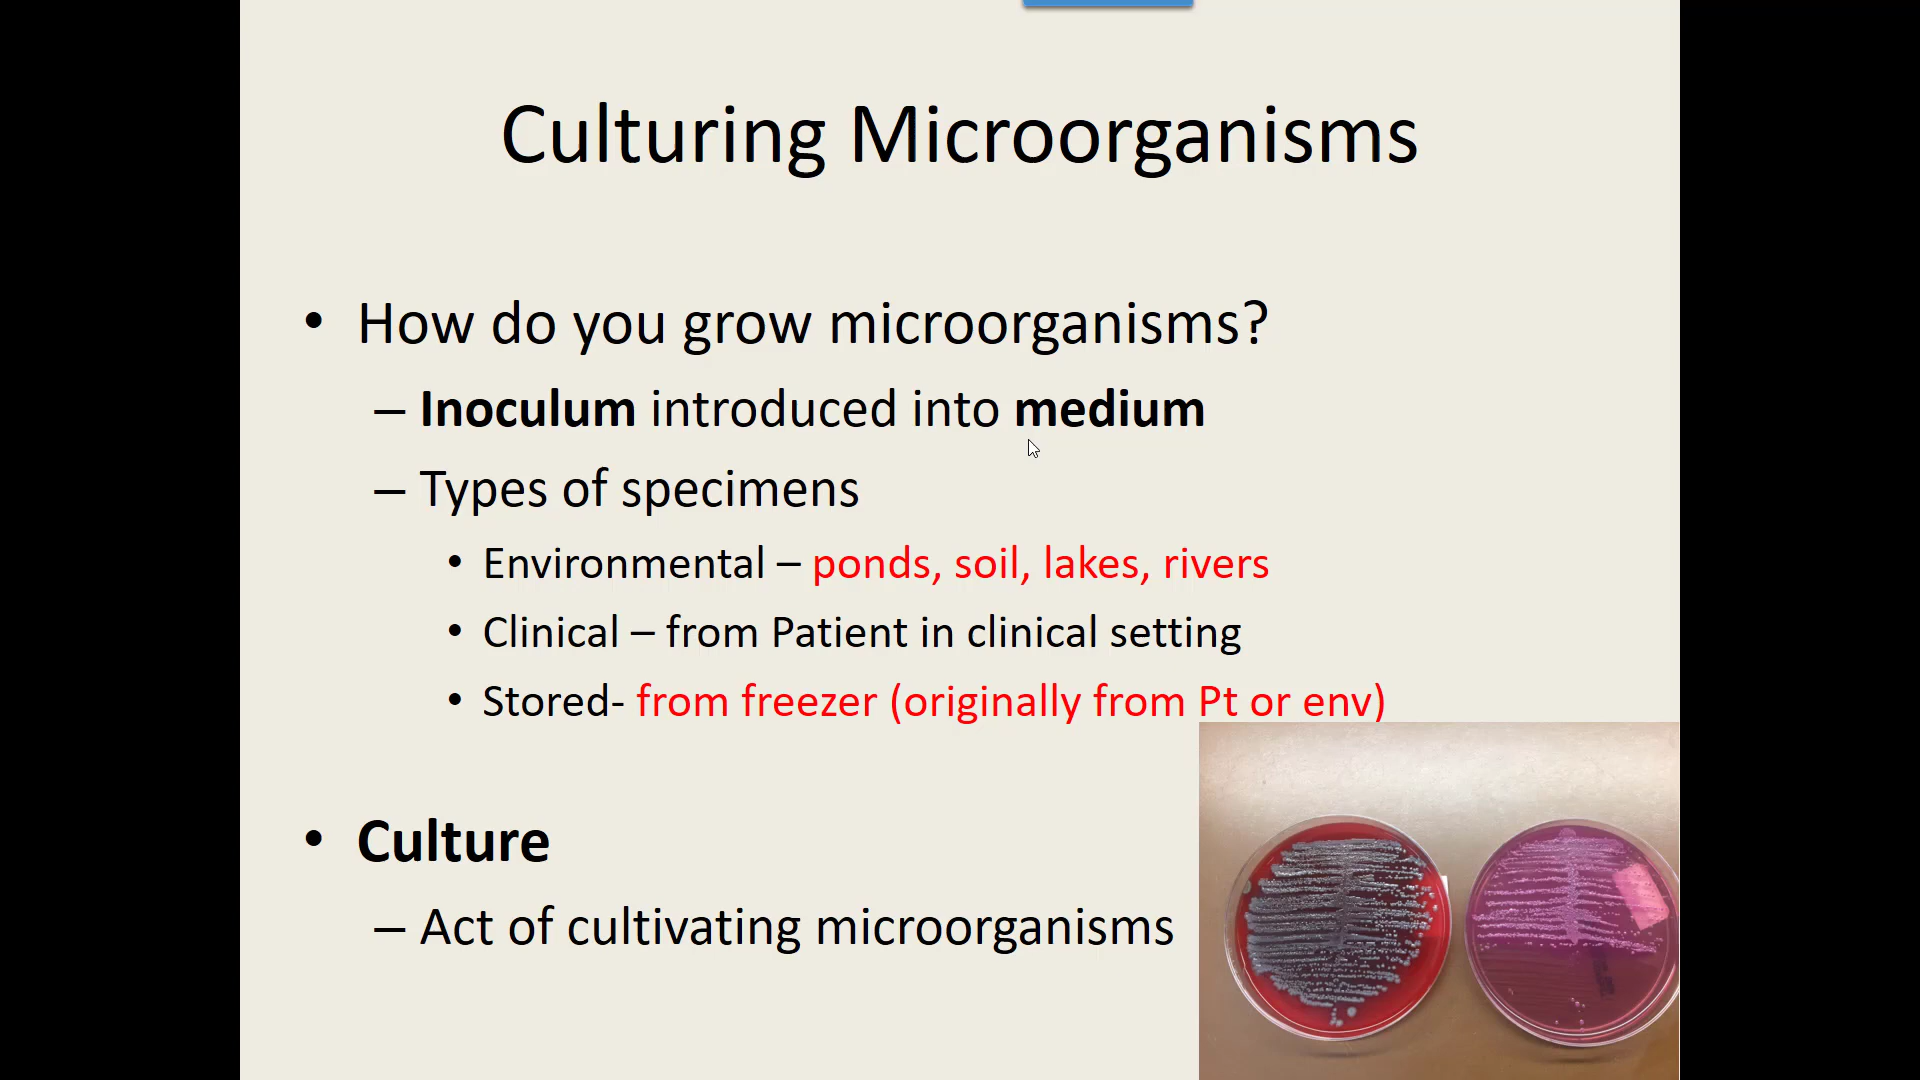 Culturing Microorganisms
• How do you grow microorganisms?
– Inoculum introduced into medium
– Types of specimens
• Environmental – ponds, soil, lakes, rivers
• Clinical – from Patient in clinical setting
• Stored- from freezer (originally from Pt or env)
• Culture
– Act of cultivating microorganisms